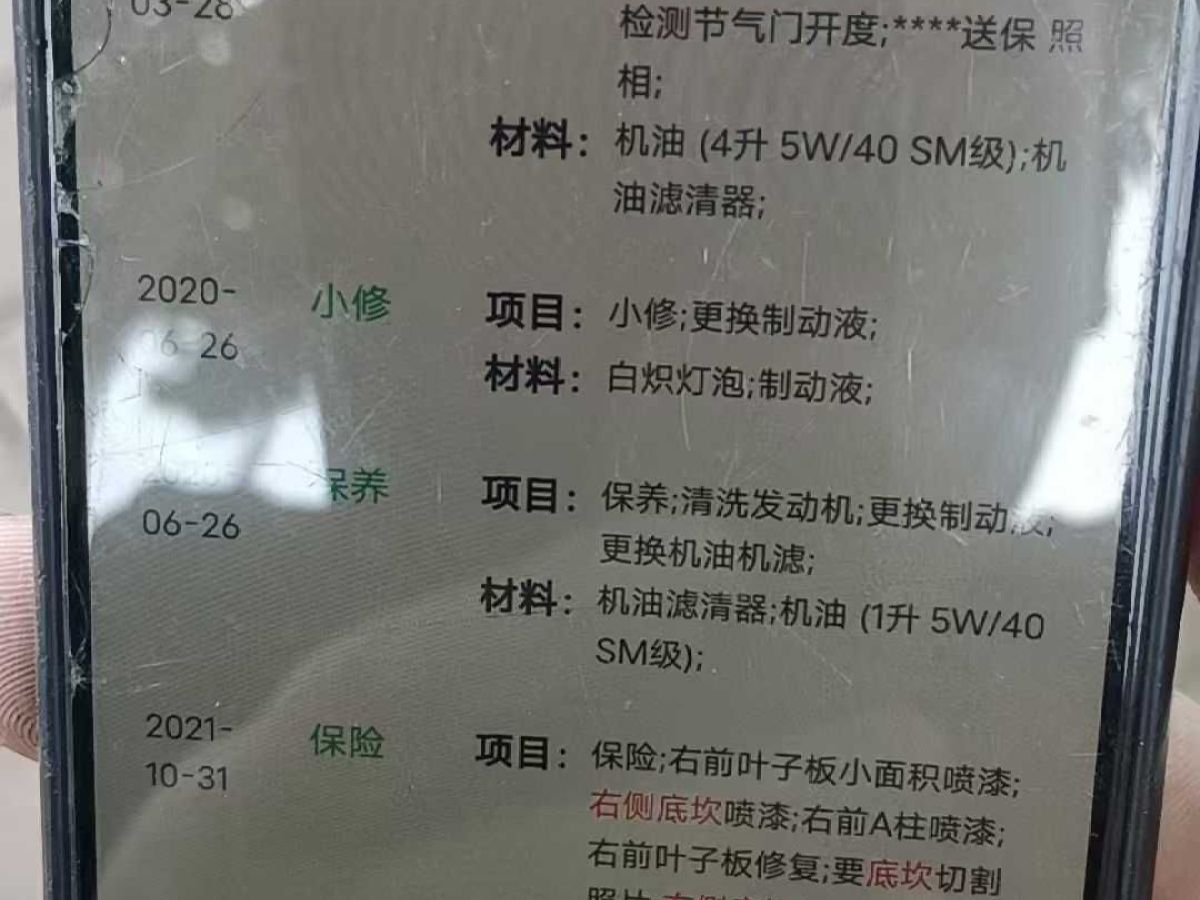 03-28
检测节气门开度;****送保 照
相;
材料: 机油 (4升 5W/40 SM级);机
油滤清器;
2020-
06-26
小修
项目: 小修;更换制动液;
材料: 白炽灯泡;制动液;
06-26
保养
项目: 保养;清洗发动机;更换制动液;
更换机油机滤;
材料: 机油滤清器;机油 (1升 5W/40
SM级);
2021-
10-31
保险
项目: 保险;右前叶子板小面积喷漆;
右侧底坎喷漆;右前A柱喷漆;
右前叶子板修复;要底坎切割